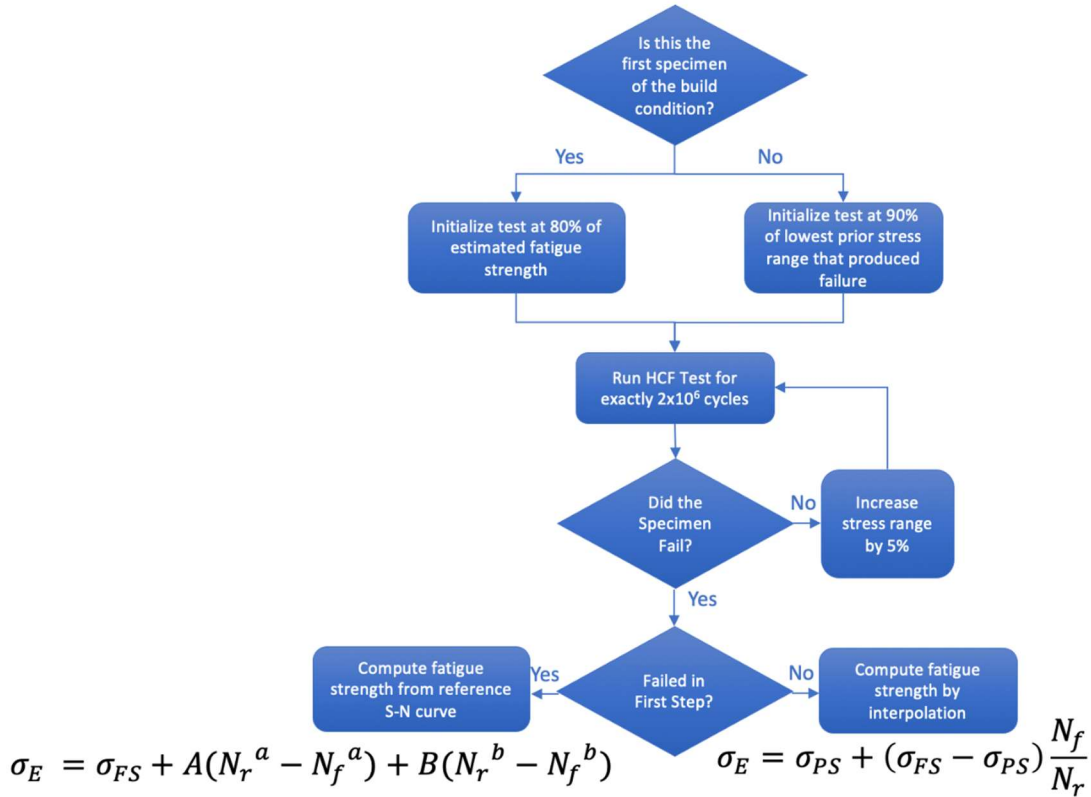 Is this the
first specimen
of the build
condition?
Yes
No
Initialize test at 80% of
estimated fatigue
strength
Initialize test at 90%
of lowest prior stress
range that produced
failure
Run HCF Test for
exactly 2x10⁶ cycles
Did the
Specimen
Fail?
No
Increase
stress range
by 5%
Yes
Failed in
First Step?
Yes
Compute fatigue
strength from reference
S-N curve
No
Compute fatigue
strength by
interpolation
σ_E = σ_FS + A(N_r^a − N_f^a) + B(N_r^b − N_f^b)
σ_E = σ_PS + (σ_FS − σ_PS) N_f/N_r